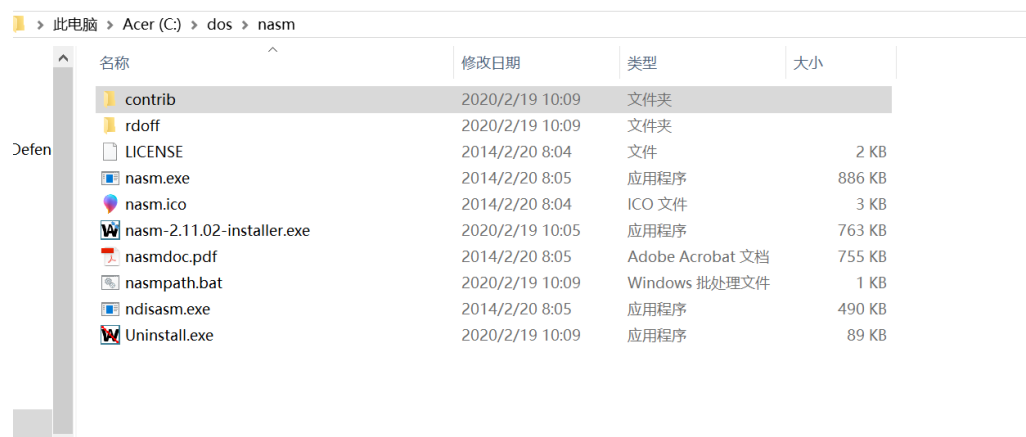 此电脑 > Acer (C:) > dos > nasm
名称 修改日期 类型 大小
contrib 2020/2/19 10:09 文件夹
rdoff 2020/2/19 10:09 文件夹
Defen
LICENSE 2014/2/20 8:04 文件 2 KB
nasm.exe 2014/2/20 8:05 应用程序 886 KB
nasm.ico 2014/2/20 8:04 ICO 文件 3 KB
nasm-2.11.02-installer.exe 2020/2/19 10:05 应用程序 763 KB
nasmdoc.pdf 2014/2/20 8:05 Adobe Acrobat 文档 755 KB
nasmpath.bat 2020/2/19 10:09 Windows 批处理文件 1 KB
ndisasm.exe 2014/2/20 8:05 应用程序 490 KB
Uninstall.exe 2020/2/19 10:09 应用程序 89 KB